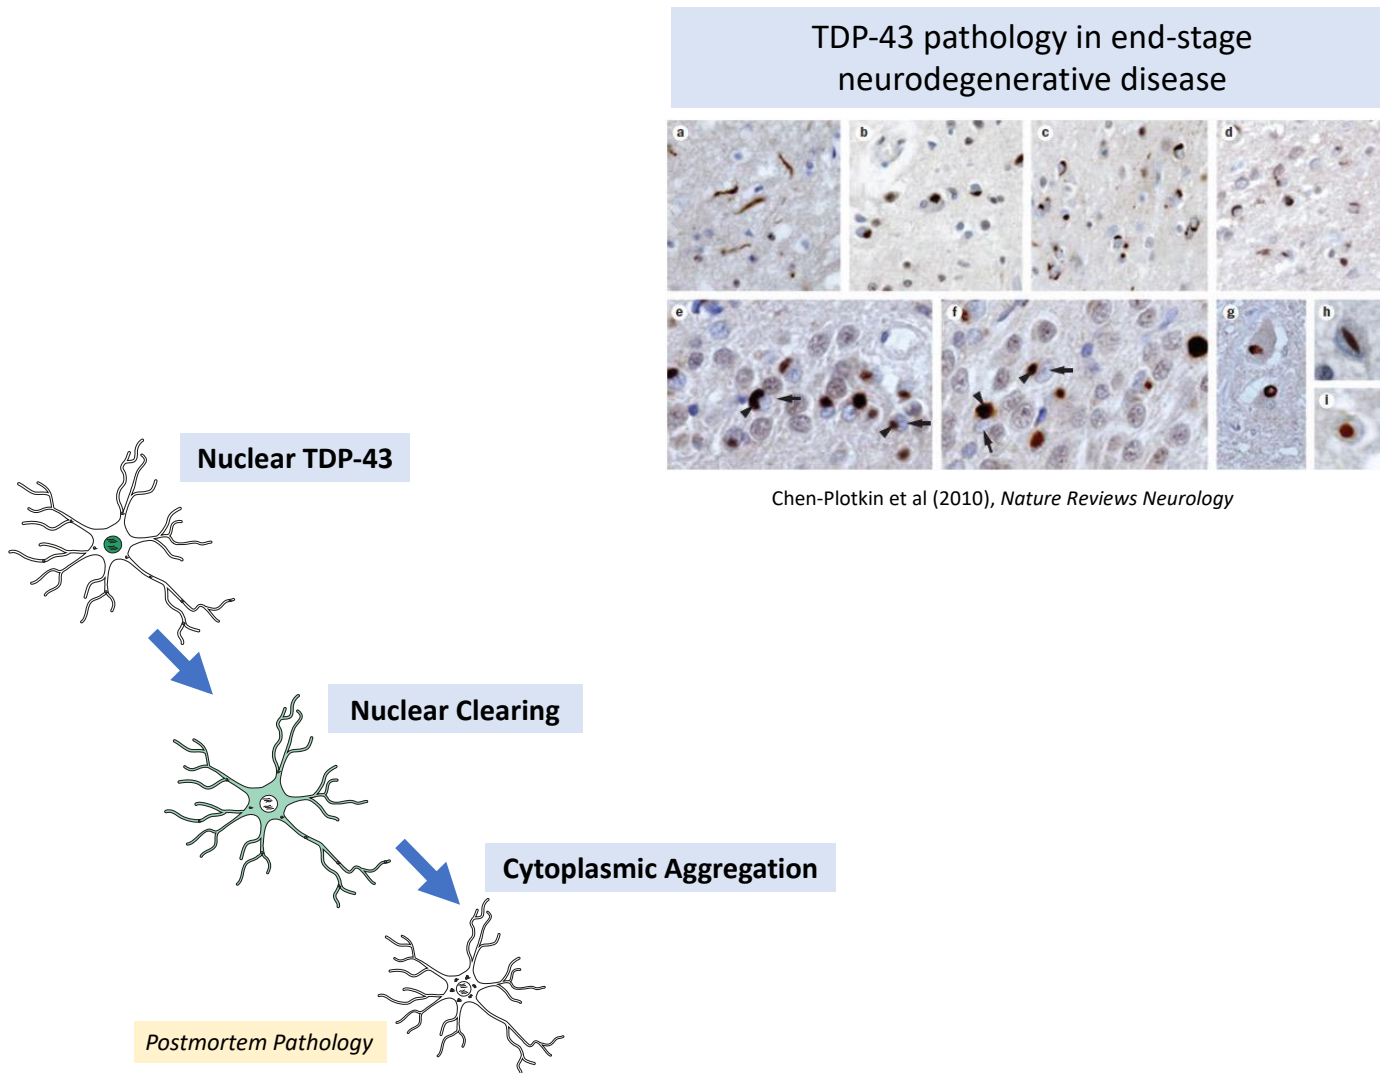 TDP-43 pathology in end-stage
neurodegenerative disease
a
b
c
d
e
f
g
h
i
Chen-Plotkin et al (2010), Nature Reviews Neurology
Nuclear TDP-43
Nuclear Clearing
Cytoplasmic Aggregation
Postmortem Pathology